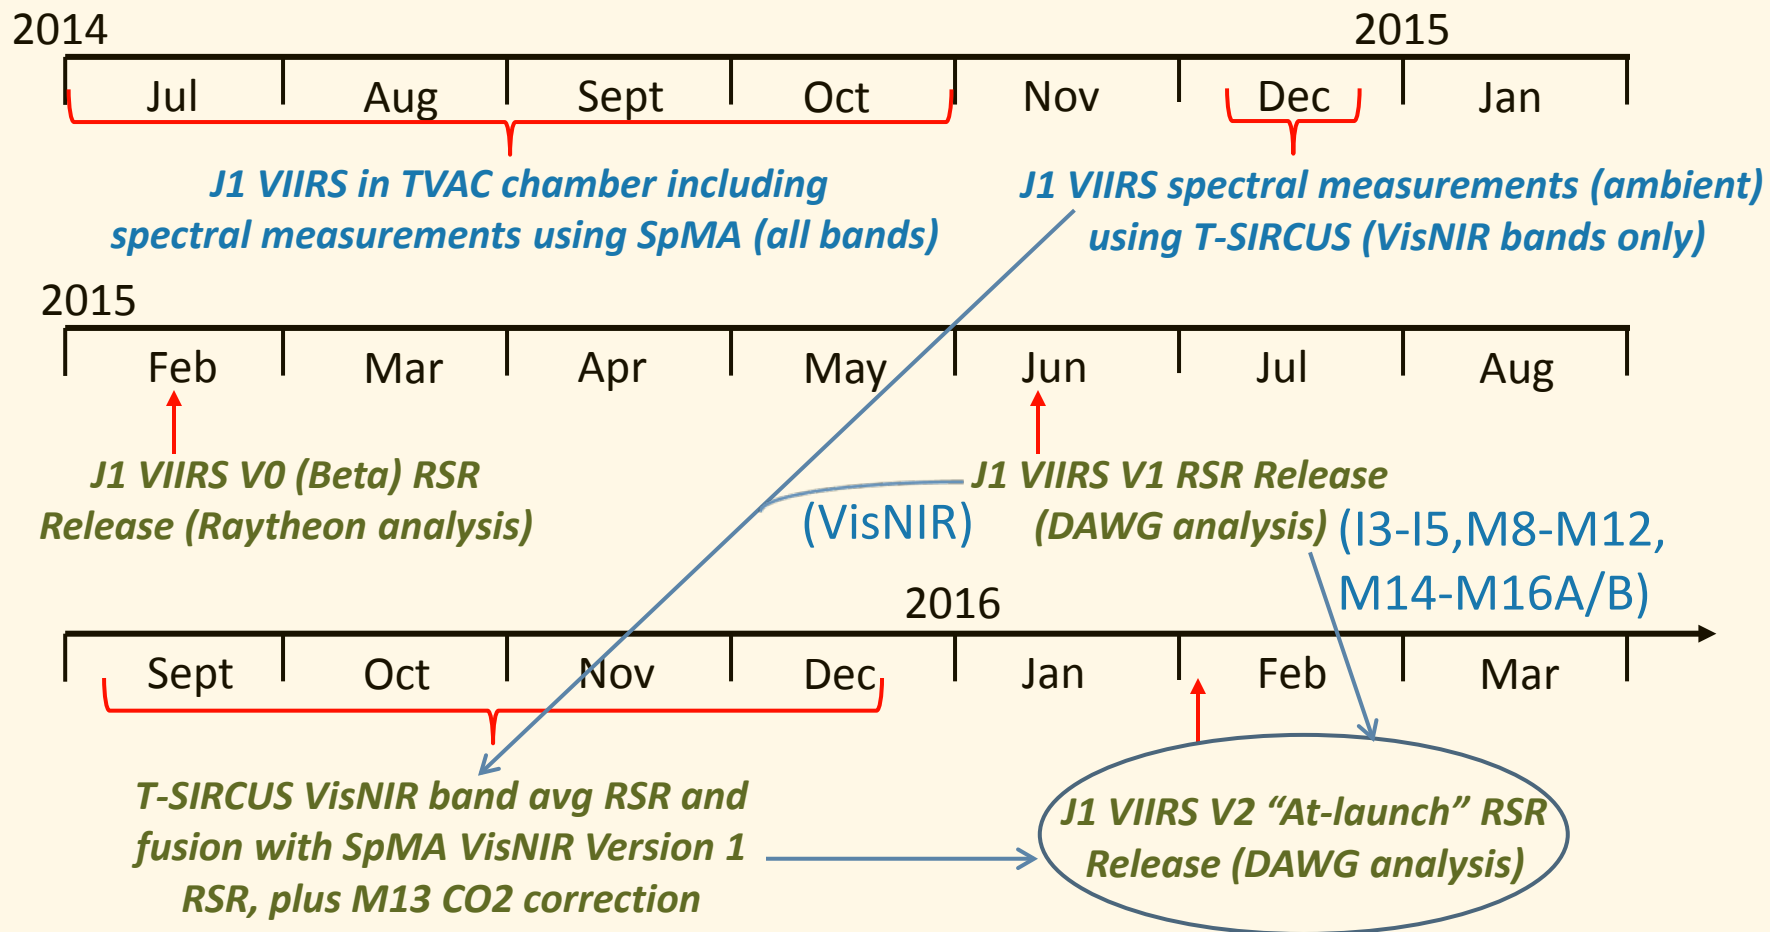 2014 2015
Jul Aug Sept Oct Nov Dec Jan
J1 VIIRS in TVAC chamber including
spectral measurements using SpMA (all bands)
J1 VIIRS spectral measurements (ambient)
using T-SIRCUS (VisNIR bands only)
2015
Feb Mar Apr May Jun Jul Aug
J1 VIIRS V0 (Beta) RSR
Release (Raytheon analysis)
(VisNIR)
J1 VIIRS V1 RSR Release
(DAWG analysis)
(I3-I5,M8-M12,
M14-M16A/B)
2016
Sept Oct Nov Dec Jan Feb Mar
T-SIRCUS VisNIR band avg RSR and
fusion with SpMA VisNIR Version 1
RSR, plus M13 CO2 correction
J1 VIIRS V2 “At-launch” RSR
Release (DAWG analysis)